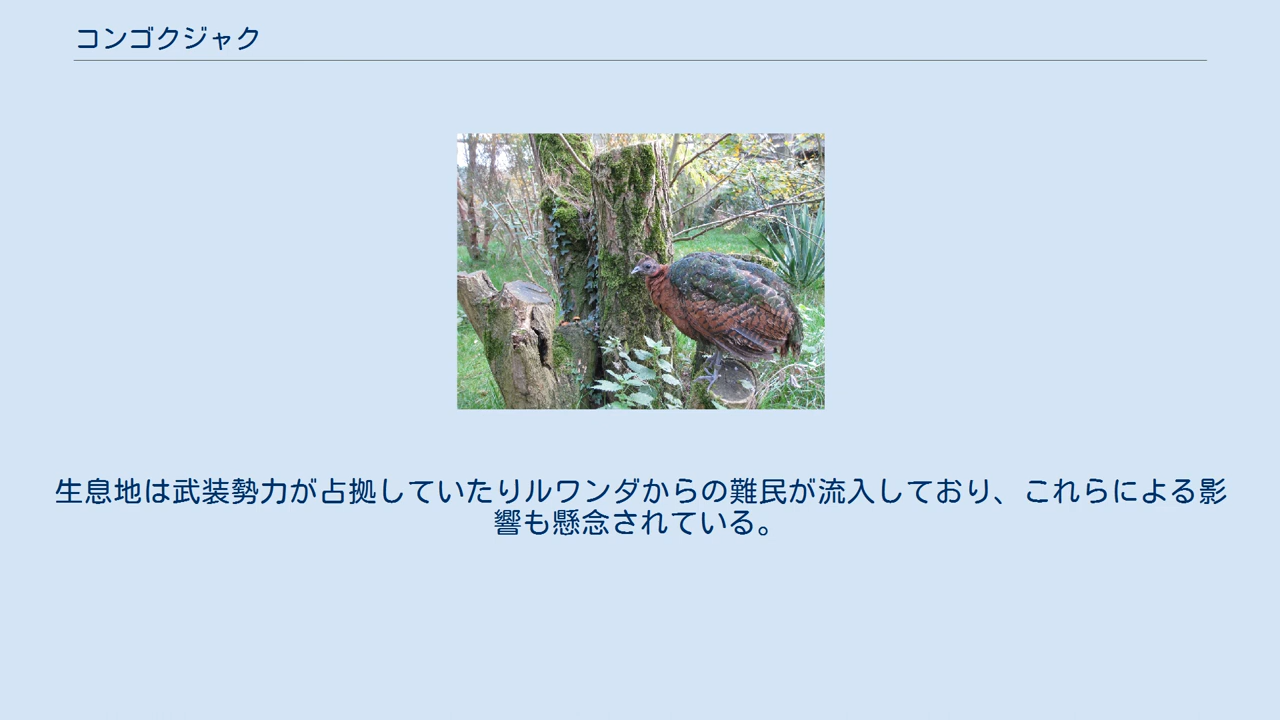 コンゴクジャク
生息地は武装勢力が占拠していたりルワンダからの難民が流入しており、これらによる影
響も懸念されている。